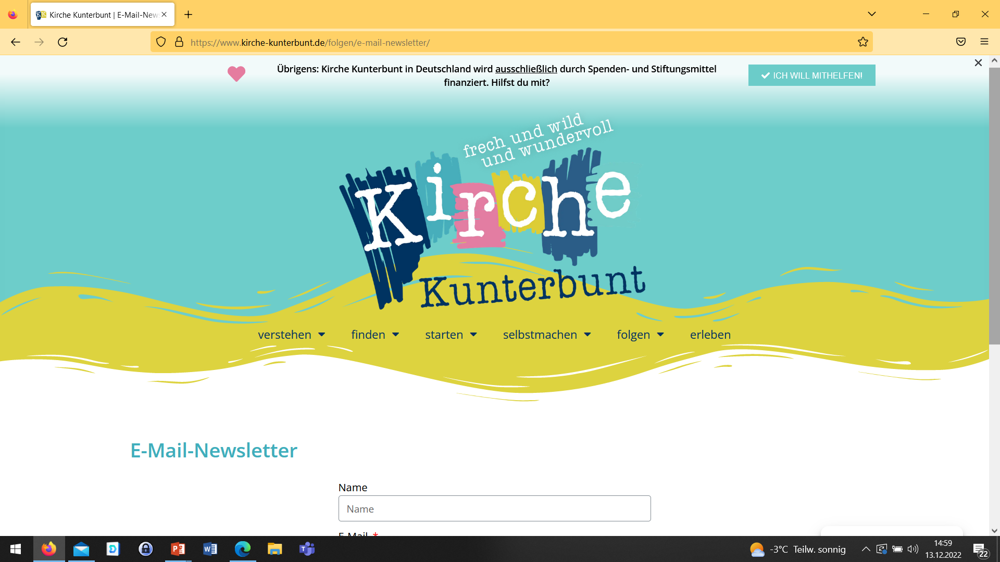 Kirche Kunterbunt | E-Mail-New
https://www.kirche-kunterbunt.de/folgen/e-mail-newsletter/
Übrigens: Kirche Kunterbunt in Deutschland wird ausschließlich durch Spenden- und Stiftungsmittel
finanziert. Hilfst du mit?
ICH WILL MITHELFEN!
frech und wild
und wundervoll
Kirche
Kunterbunt
verstehen finden starten selbstmachen folgen erleben
E-Mail-Newsletter
Name
Name
E-Mail *
-3°C Teilw. sonnig
14:59
13.12.2022
22